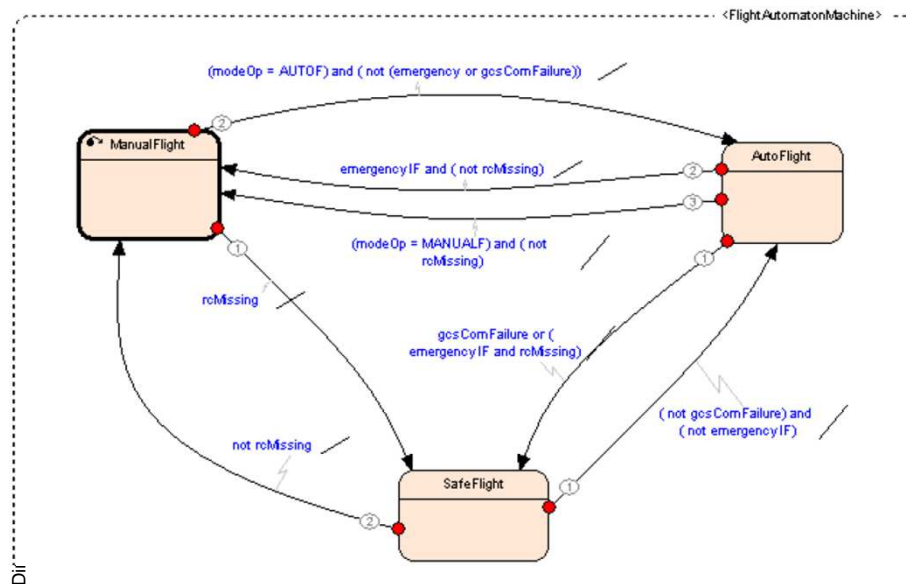 <FlightAutomatonMachine>
(modeOp = AUTOF) and ( not (emergency or gcsComFailure))
2
ManualFlight
AutoFlight
emergencyIF and ( not rcMissing)
2
3
(modeOp = MANUALF) and ( not
rcMissing)
1
1
rcMissing
gcsComFailure or (
emergencyIF and rcMissing)
( not gcsComFailure) and
( not emergencyIF)
not rcMissing
SafeFlight
1
2